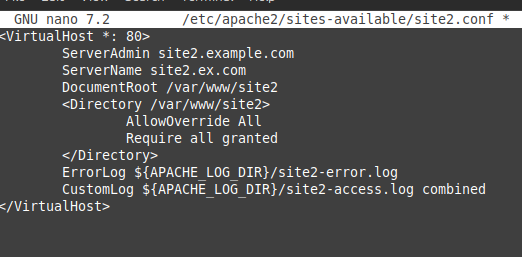 GNU nano 7.2 /etc/apache2/sites-available/site2.conf *
<VirtualHost *: 80>
ServerAdmin site2.example.com
ServerName site2.ex.com
DocumentRoot /var/www/site2
<Directory /var/www/site2>
AllowOverride All
Require all granted
</Directory>
ErrorLog ${APACHE_LOG_DIR}/site2-error.log
CustomLog ${APACHE_LOG_DIR}/site2-access.log combined
</VirtualHost>